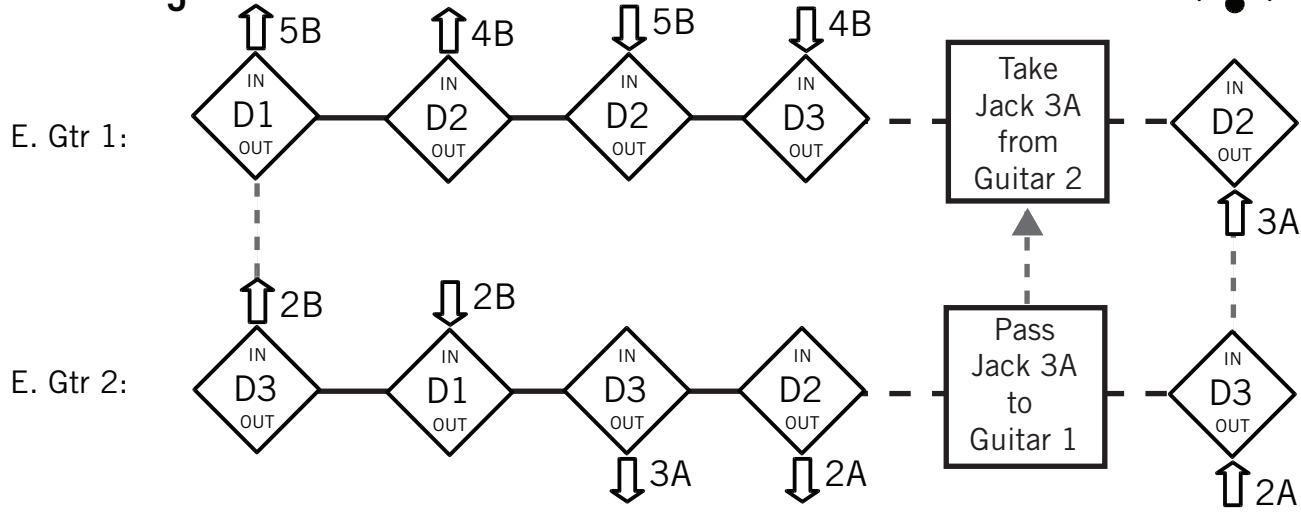 5B 4B 5B 4B
IN IN IN IN Take IN
E. Gtr 1: D1 D2 D2 D3 Jack 3A D2
OUT OUT OUT OUT from OUT
Guitar 2
3A
2B 2B
IN IN IN IN Pass IN
E. Gtr 2: D3 D1 D3 D2 Jack 3A D3
OUT OUT OUT OUT to OUT
Guitar 1
3A 2A 2A